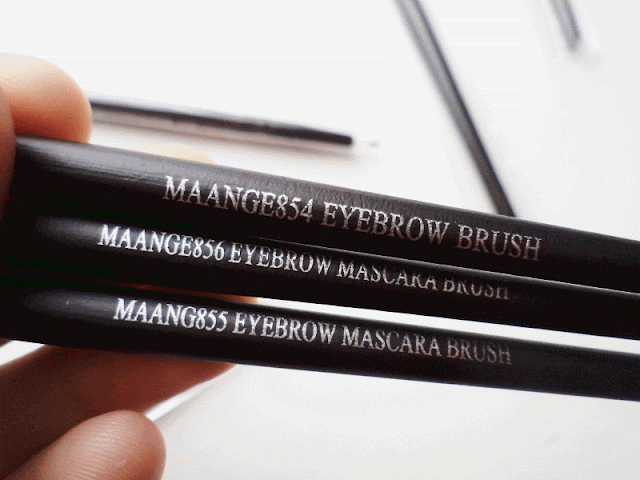 MAANGE854 EYEBROW BRUSH
MAANGE856 EYEBROW MASCARA BRUSH
MAANG855 EYEBROW MASCARA BRUSH